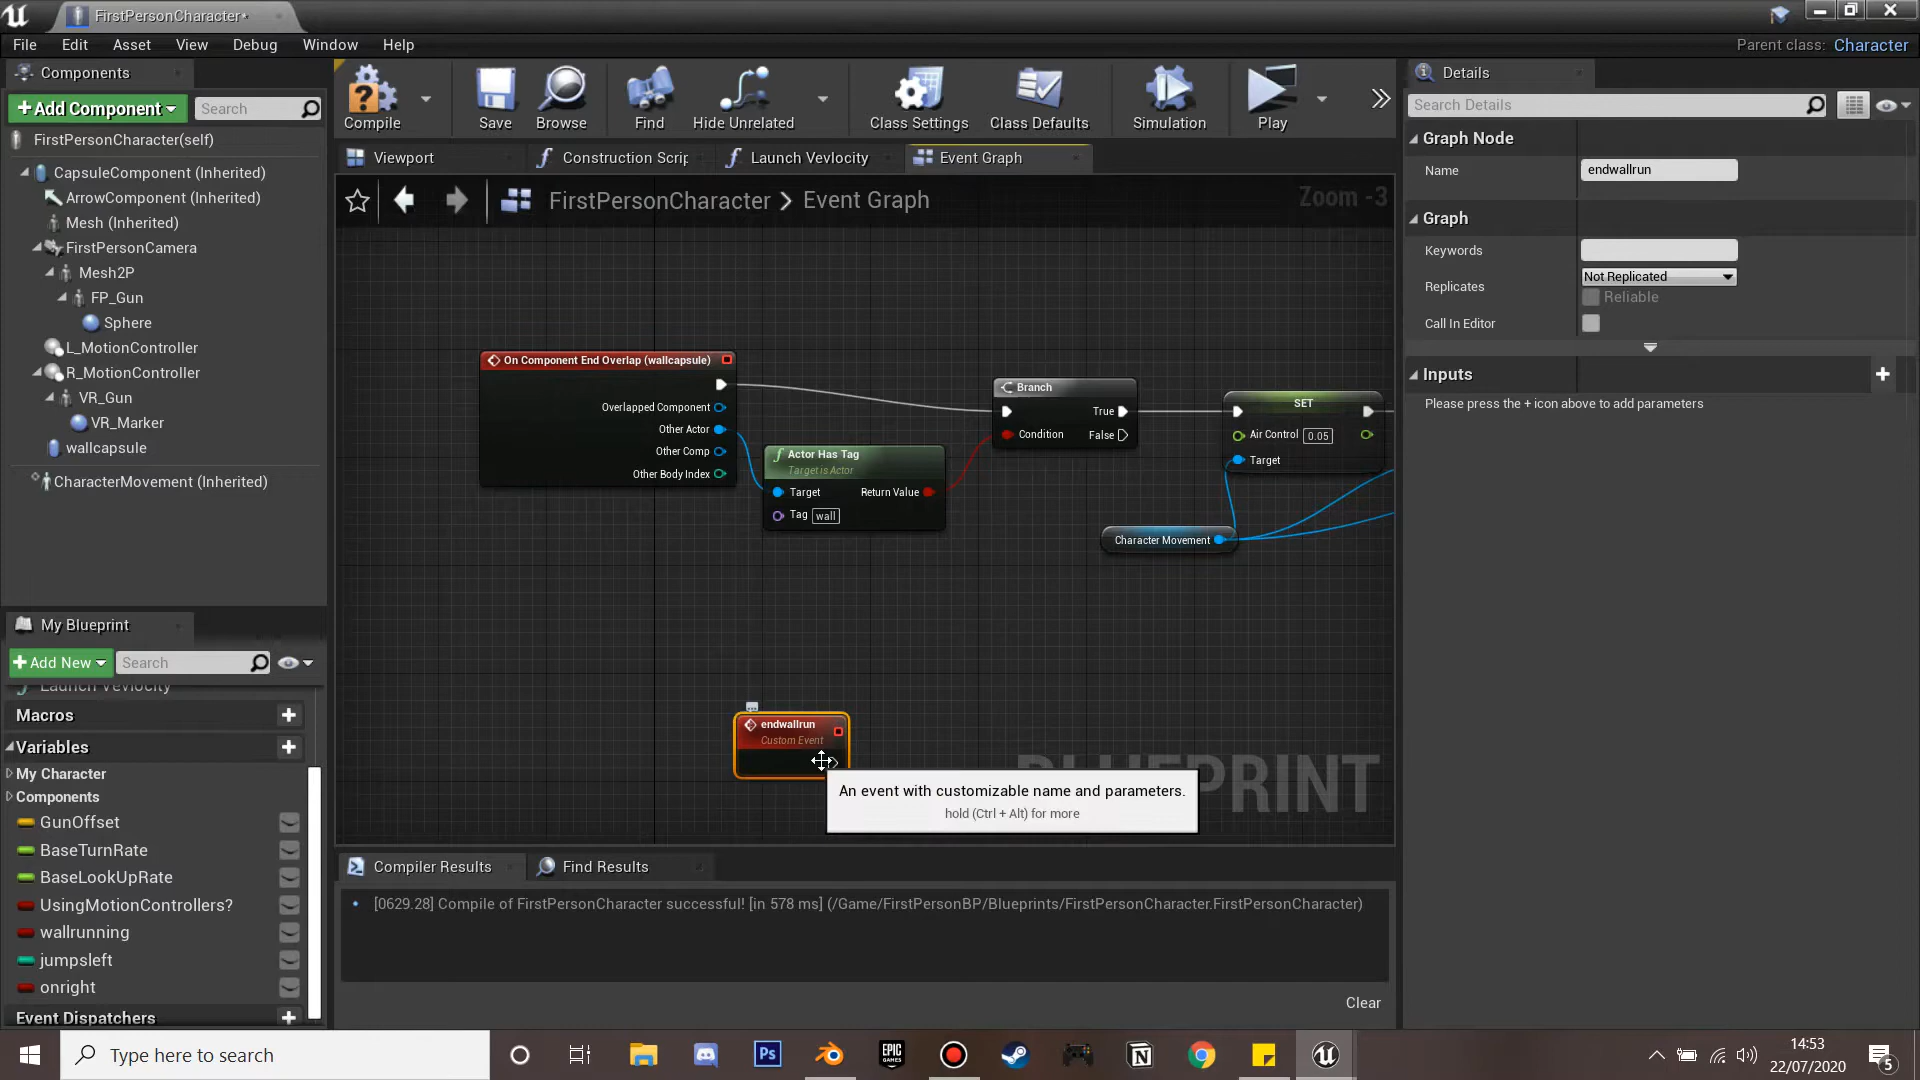 FirstPersonCharacter*
File Edit Asset View Debug Window Help
Parent class: Character
Components
+Add Component
Search
FirstPersonCharacter(self)
CapsuleComponent (Inherited)
ArrowComponent (Inherited)
Mesh (Inherited)
FirstPersonCamera
Mesh2P
FP_Gun
Sphere
L_MotionController
R_MotionController
VR_Gun
VR_Marker
wallcapsule
CharacterMovement (Inherited)
My Blueprint
+Add New
Search
Launch Vevlocity
Macros
Variables
My Character
Components
GunOffset
BaseTurnRate
BaseLookUpRate
UsingMotionControllers?
wallrunning
jumpsleft
onright
Event Dispatchers
Compile
Save
Browse
Find
Hide Unrelated
Class Settings
Class Defaults
Simulation
Play
Viewport
Construction Scrip
Launch Vevlocity
Event Graph
FirstPersonCharacter > Event Graph
Zoom -3
On Component End Overlap (wallcapsule)
Overlapped Component
Other Actor
Other Comp
Other Body Index
Actor Has Tag
Target is Actor
Target
Return Value
Tag wall
Branch
True
Condition
False
SET
Air Control 0.05
Target
Character Movement
endwallrun
Custom Event
BLUEPRINT
An event with customizable name and parameters.
hold (Ctrl + Alt) for more
Compiler Results
Find Results
[0629.28] Compile of FirstPersonCharacter successful! [in 578 ms] (/Game/FirstPersonBP/Blueprints/FirstPersonCharacter.FirstPersonCharacter)
Clear
Details
Search Details
Graph Node
Name endwallrun
Graph
Keywords
Replicates
Not Replicated
Reliable
Call In Editor
Inputs
Please press the + icon above to add parameters
Type here to search
Ps
EPIC GAMES
14:53
22/07/2020
5